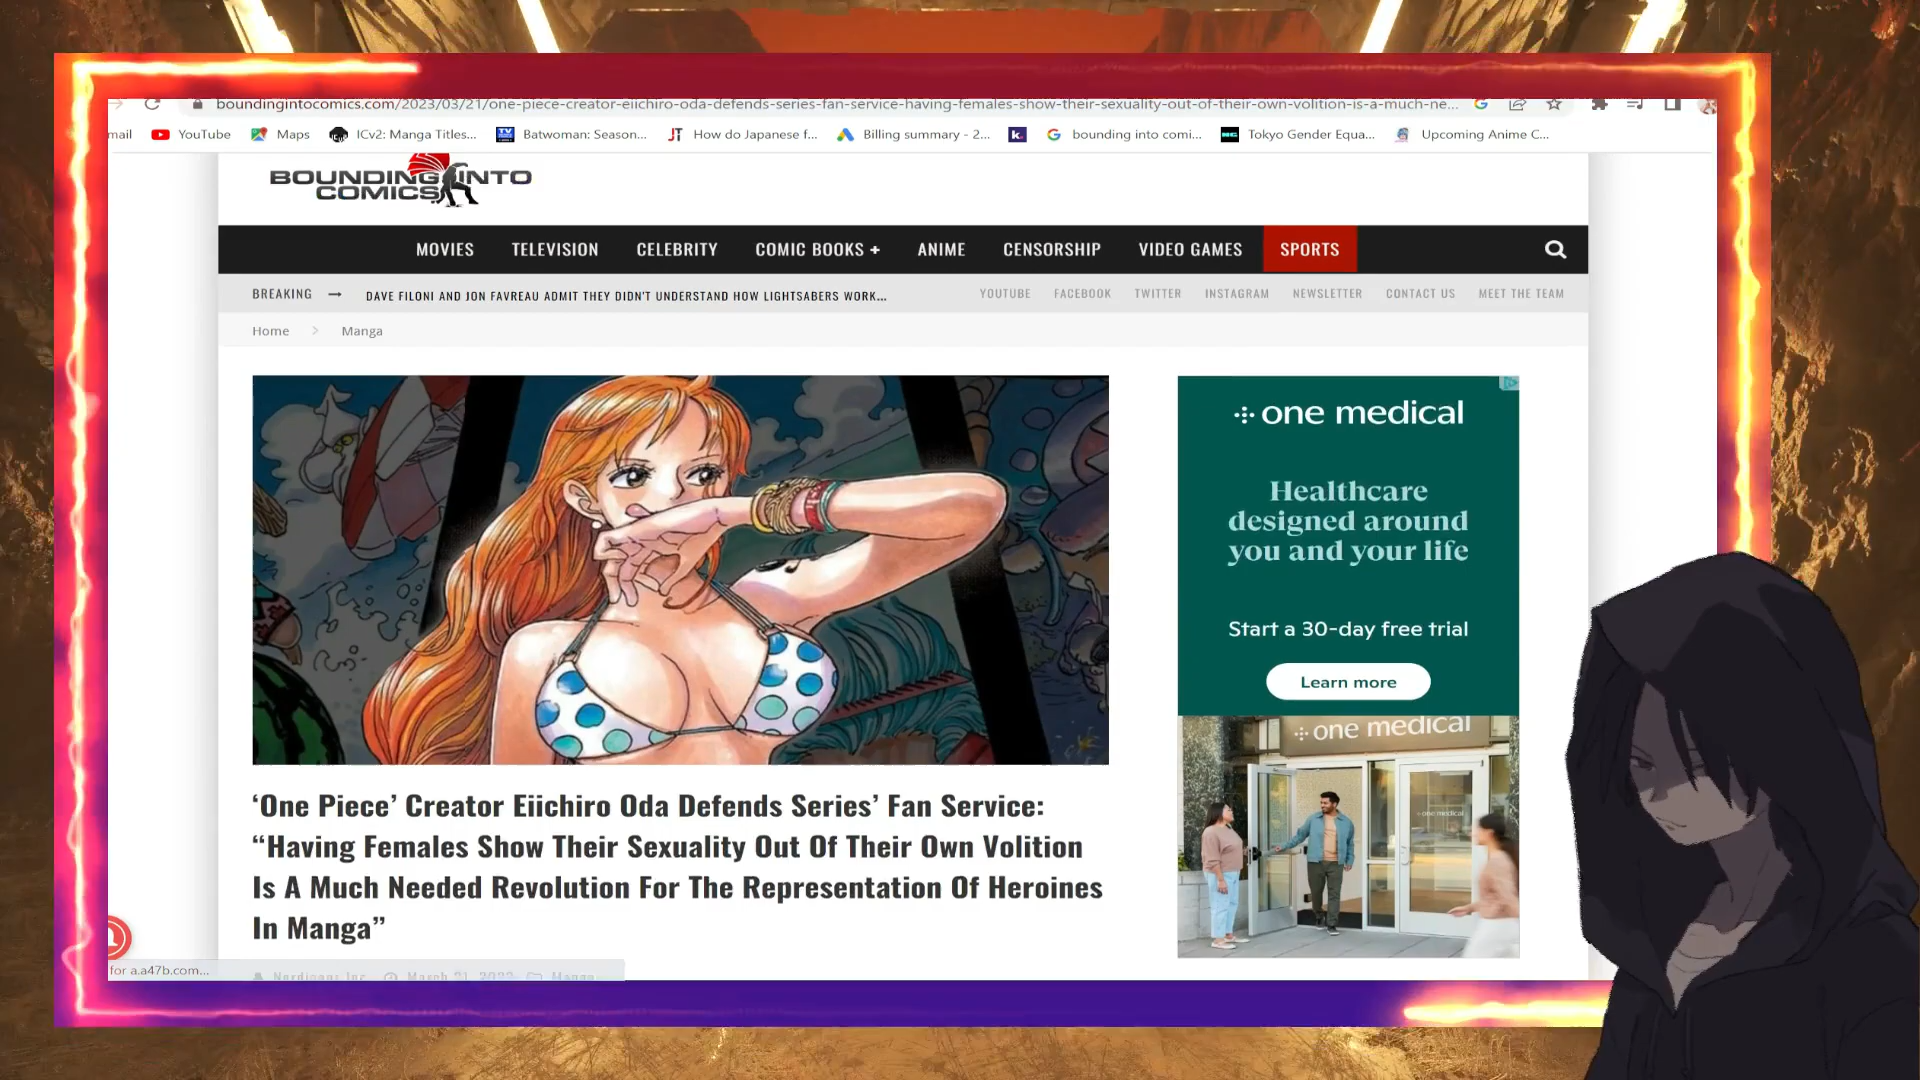 boundingintocomics.com/2023/03/21/one-piece-creator-eiichiro-oda-defends-series-fan-service-having-females-show-their-sexuality-out-of-their-own-volition-is-a-much-ne...
mail YouTube Maps ICv2: Manga Titles... Batwoman: Season... How do Japanese f... Billing summary - 2... bounding into comi... Tokyo Gender Equa... Upcoming Anime C...
BOUNDING INTO
COMICS
MOVIES TELEVISION CELEBRITY COMIC BOOKS + ANIME CENSORSHIP VIDEO GAMES SPORTS
BREAKING → DAVE FILONI AND JON FAVREAU ADMIT THEY DIDN'T UNDERSTAND HOW LIGHTSABERS WORK... YOUTUBE FACEBOOK TWITTER INSTAGRAM NEWSLETTER CONTACT US MEET THE TEAM
Home > Manga
one medical
Healthcare
designed around
you and your life
Start a 30-day free trial
Learn more
one medical
‘One Piece’ Creator Eiichiro Oda Defends Series’ Fan Service:
“Having Females Show Their Sexuality Out Of Their Own Volition
Is A Much Needed Revolution For The Representation Of Heroines
In Manga”
for a.a47b.com...
March 21, 2023 Manga